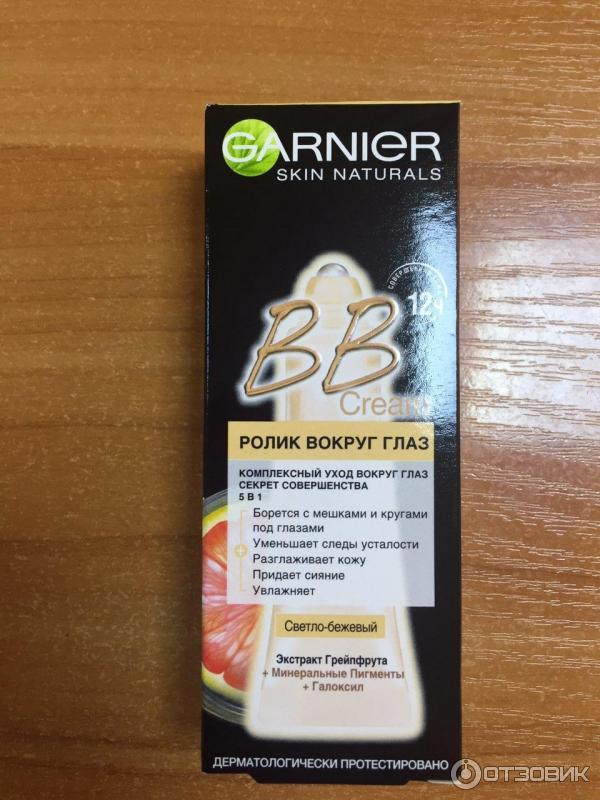 GARNIER
SKIN NATURALS
12ч
BB
Cream
РОЛИК ВОКРУГ ГЛАЗ
КОМПЛЕКСНЫЙ УХОД ВОКРУГ ГЛАЗ
СЕКРЕТ СОВЕРШЕНСТВА
5 В 1
Борется с мешками и кругами
под глазами
Уменьшает следы усталости
+
Разглаживает кожу
Придает сияние
Увлажняет
Светло-бежевый
Экстракт Грейпфрута
+ Минеральные Пигменты
+ Галоксил
ДЕРМАТОЛОГИЧЕСКИ ПРОТЕСТИРОВАНО
ОТЗОВИК